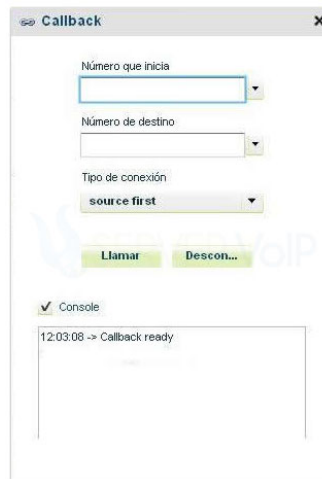 Callback
Número que inicia
Número de destino
Tipo de conexión
source first
SERVERVoIP
Llamar Descon...
Console
12:03:08 -> Callback ready